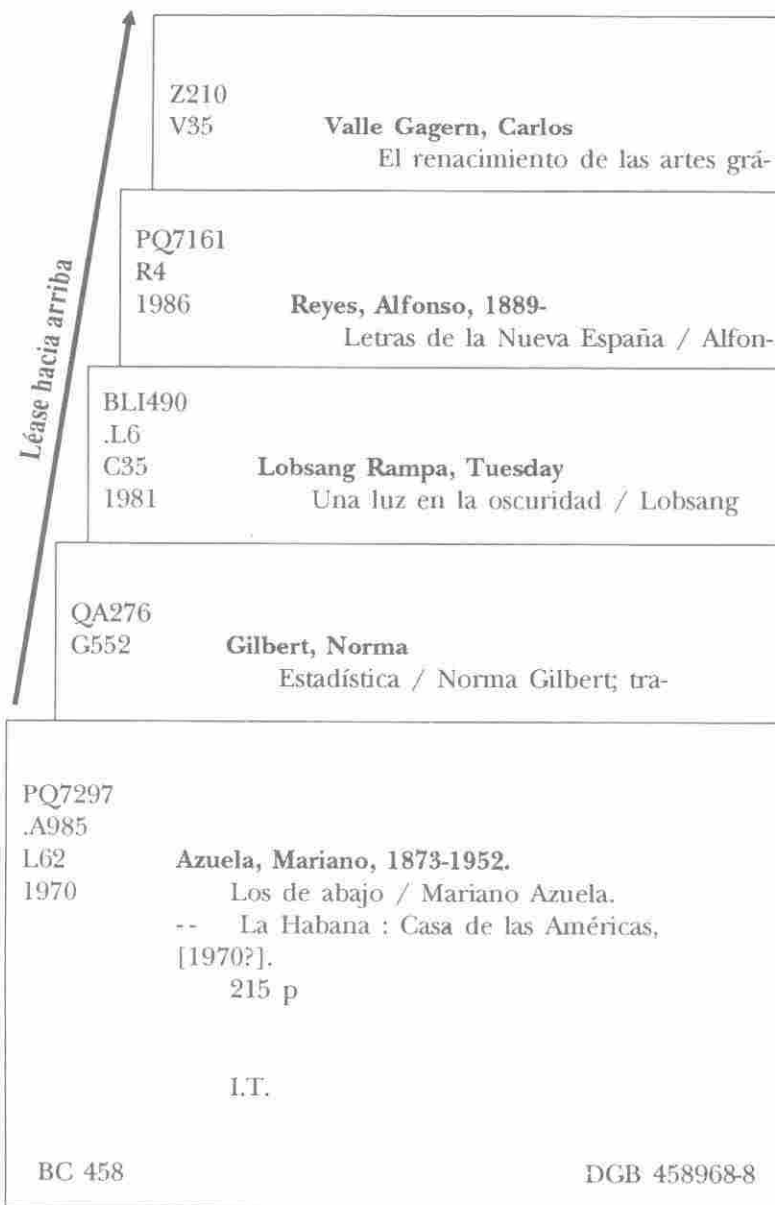 Léase hacia arriba
Z210
V35 Valle Gagern, Carlos
El renacimiento de las artes grá-
PQ7161
R4
1986 Reyes, Alfonso, 1889-
Letras de la Nueva España / Alfon-
BLI490
.L6
C35 Lobsang Rampa, Tuesday
1981 Una luz en la oscuridad / Lobsang
QA276
G552 Gilbert, Norma
Estadística / Norma Gilbert; tra-
PQ7297
.A985
L62 Azuela, Mariano, 1873-1952.
1970 Los de abajo / Mariano Azuela.
-- La Habana : Casa de las Américas,
[1970?].
215 p
I.T.
BC 458 DGB 458968-8